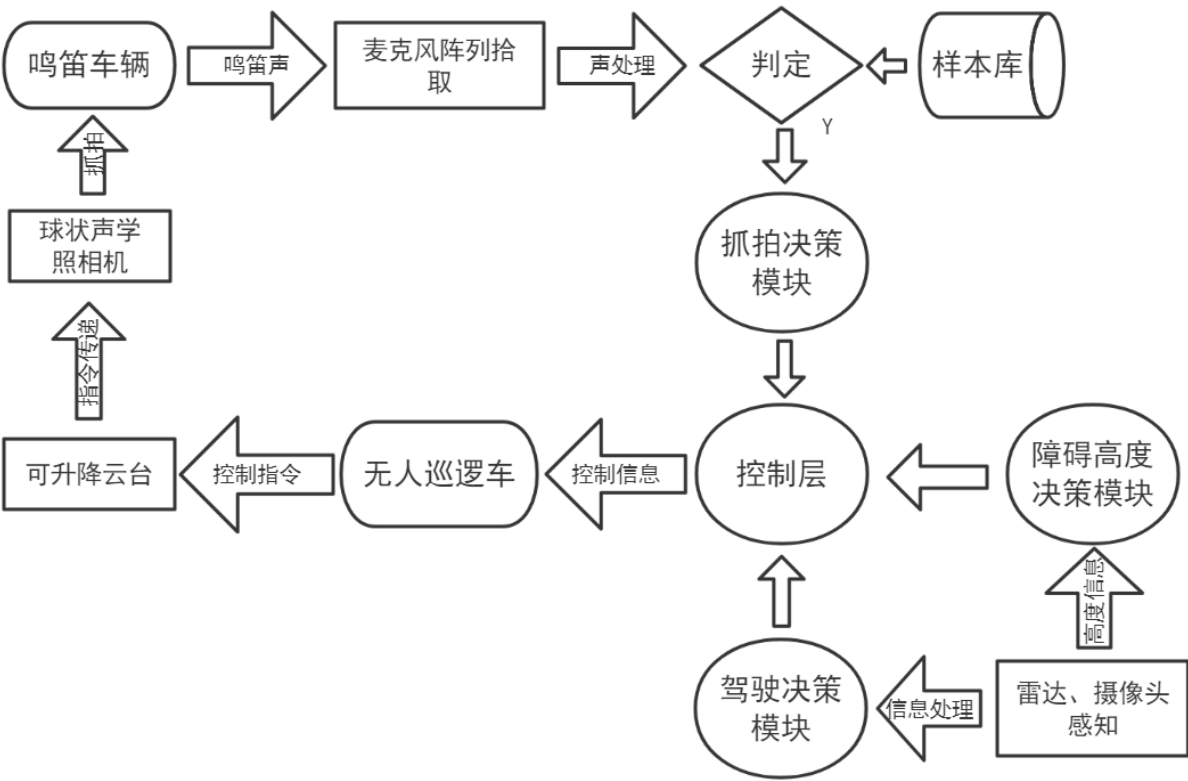 鸣笛车辆
鸣笛声
麦克风阵列拾
取
声处理
判定
样本库
Y
抓拍
球状声学
照相机
抓拍决策
模块
指令传递
可升降云台
控制指令
无人巡逻车
控制信息
控制层
障碍高度
决策模块
高度信息
驾驶决策
模块
信息处理
雷达、摄像头
感知